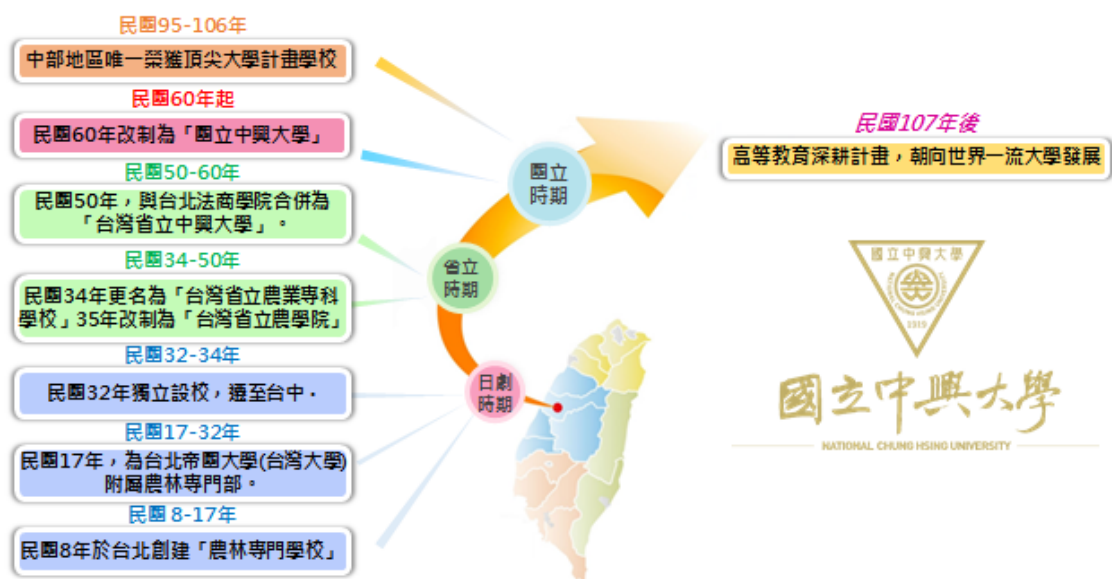 民國95-106年
中部地區唯一榮獲頂尖大學計畫學校
民國60年起
民國60年改制為「國立中興大學」
民國50-60年
民國50年，與台北法商學院合併為
「台灣省立中興大學」。
民國34-50年
民國34年更名為「台灣省立農業專科
學校」35年改制為「台灣省立農學院」
民國32-34年
民國32年獨立設校，遷至台中．
民國17-32年
民國17年，為台北帝國大學(台灣大學)
附屬農林專門部。
民國 8-17年
民國8年於台北創建「農林專門學校」
國立
時期
省立
時期
日劇
時期
民國107年後
高等教育深耕計畫，朝向世界一流大學發展
國立中興大學
NATIONAL CHUNG HSING UNIVERSITY
1919
國立中興大學
NATIONAL CHUNG HSING UNIVERSITY